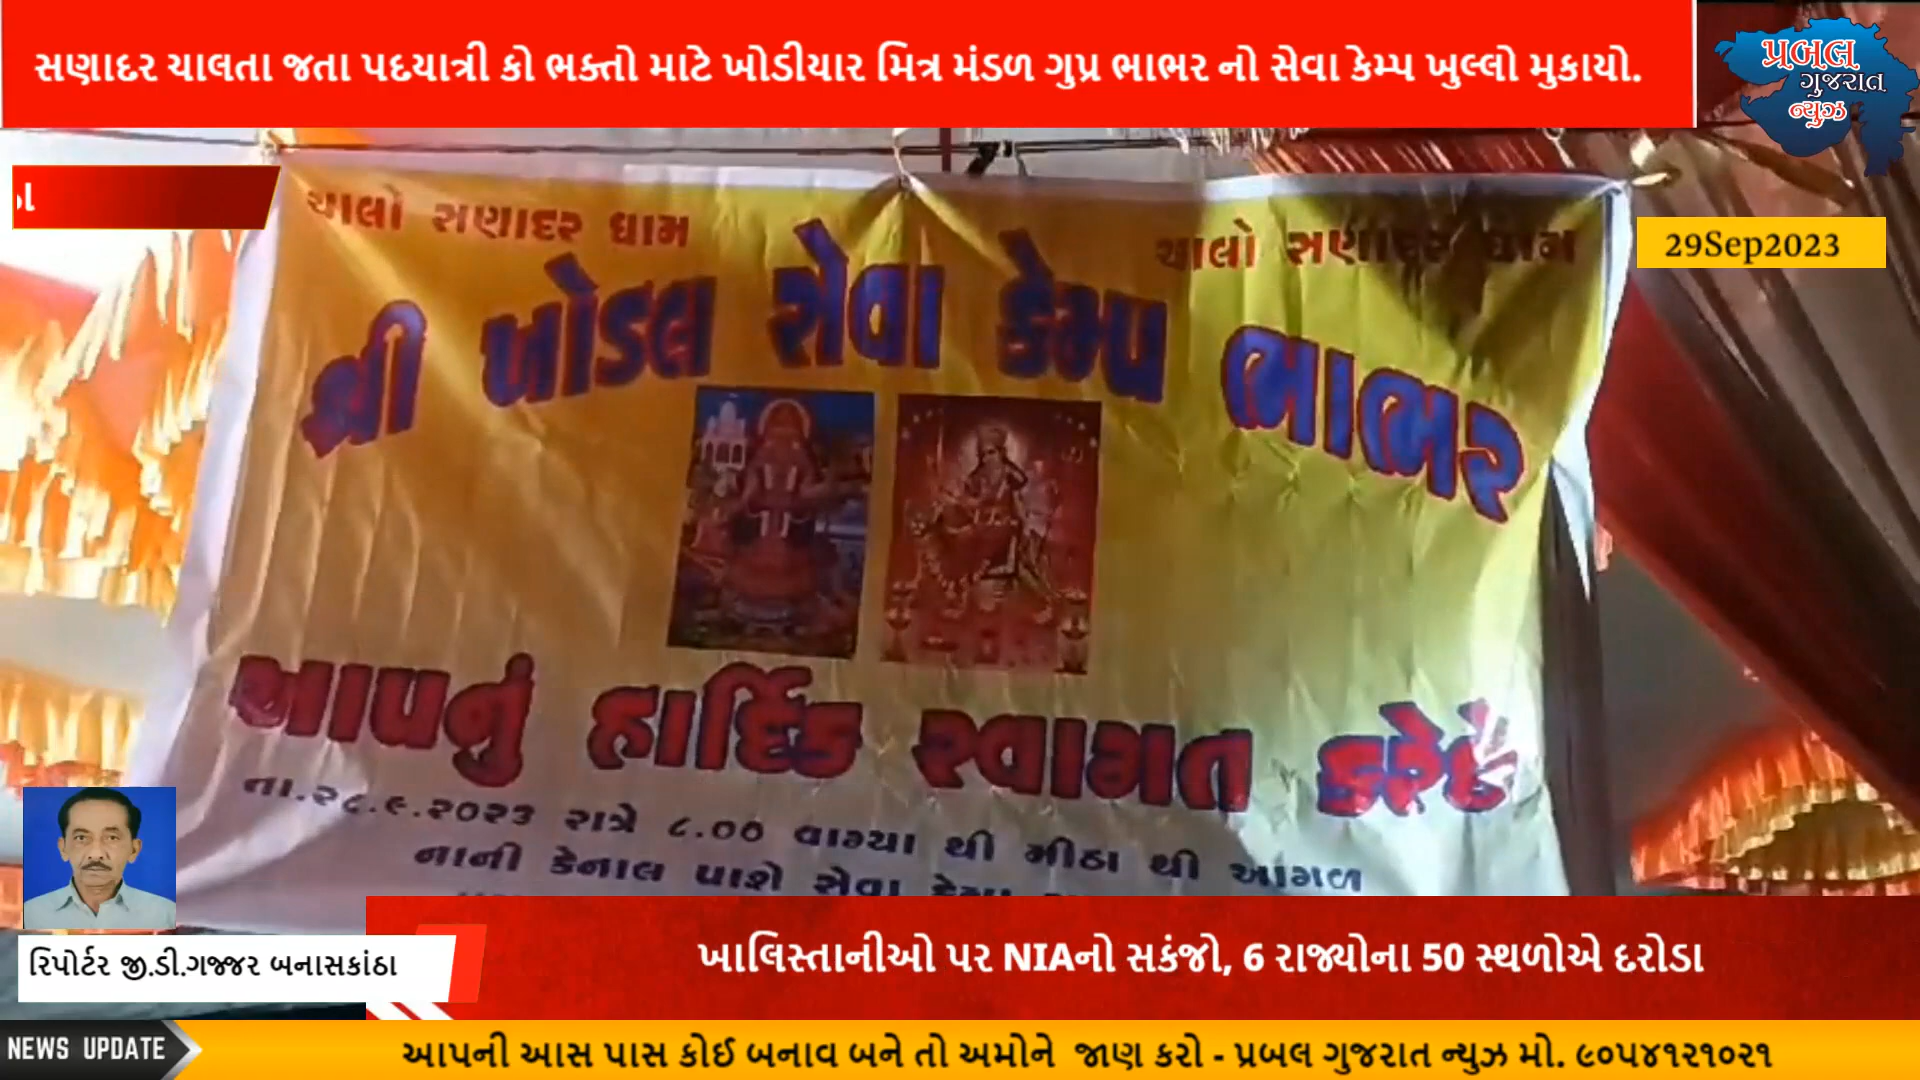 સણાદર ચાલતા જતા પદયાત્રી કો ભક્તો માટે ખોડીયાર મિત્ર મંડળ ગુપ્ર ભાભર નો સેવા કેમ્પ ખુલ્લો મુકાયો.
પ્રબલ
ગુજરાત
ન્યુઝ
29Sep2023
ચાલો સણાદર ધામ
ચાલો સણાદર ધામ
શ્રી ખોડલ સેવા કેમ્પ ભાભર
આપનું હાર્દિક સ્વાગત કરેછે
તા.૨૮.૯.૨૦૨૩ રાત્રે ૮.૦૦ વાગ્યા થી મીઠા થી આગળ
નાની કેનાલ પાશે સેવા
રિપોર્ટર જી.ડી.ગજ્જર બનાસકાંઠા
ખાલિસ્તાનીઓ પર NIAનો સકંજો, 6 રાજ્યોના 50 સ્થળોએ દરોડા
NEWS UPDATE
આપની આસ પાસ કોઈ બનાવ બને તો અમોને જાણ કરો - પ્રબલ ગુજરાત ન્યુઝ મો. ૯૦૫૪૧૨૧૦૨૧